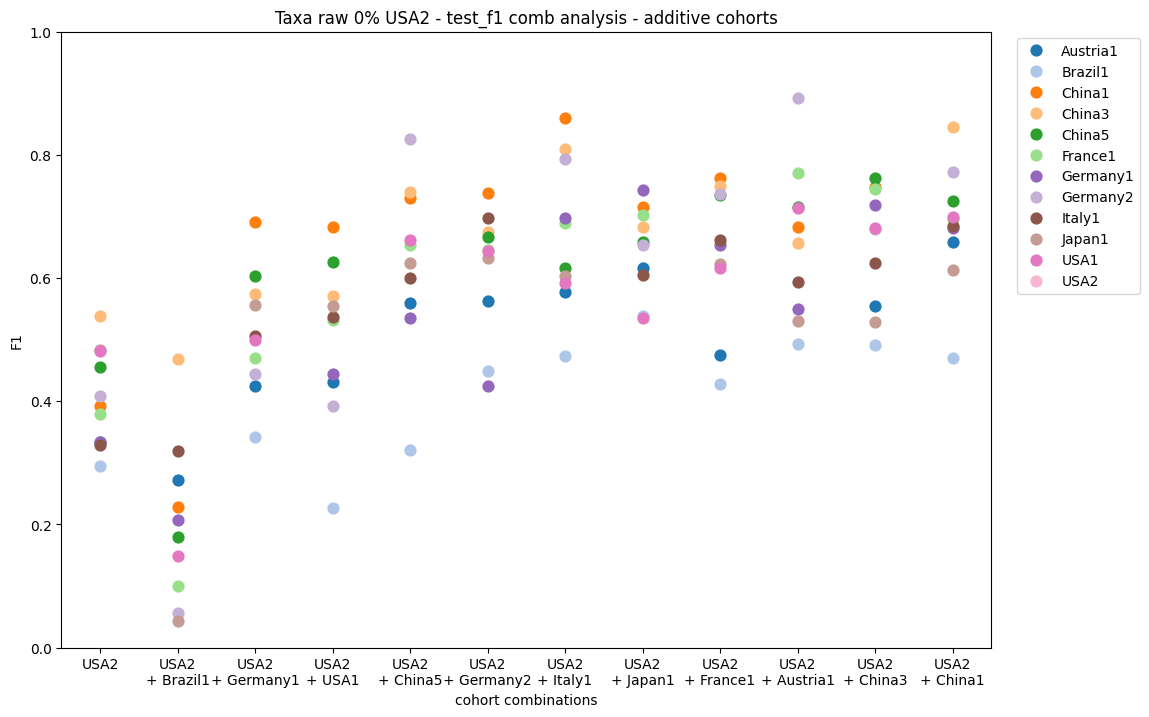 Taxa raw 0% USA2 - test_f1 comb analysis - additive cohorts
1.0
0.8
0.6
0.4
0.2
0.0
F1
USA2
USA2
+ Brazil1
USA2
+ Germany1
USA2
+ USA1
USA2
+ China5
USA2
+ Germany2
USA2
+ Italy1
USA2
+ Japan1
USA2
+ France1
USA2
+ Austria1
USA2
+ China3
USA2
+ China1
cohort combinations
Austria1
Brazil1
China1
China3
China5
France1
Germany1
Germany2
Italy1
Japan1
USA1
USA2